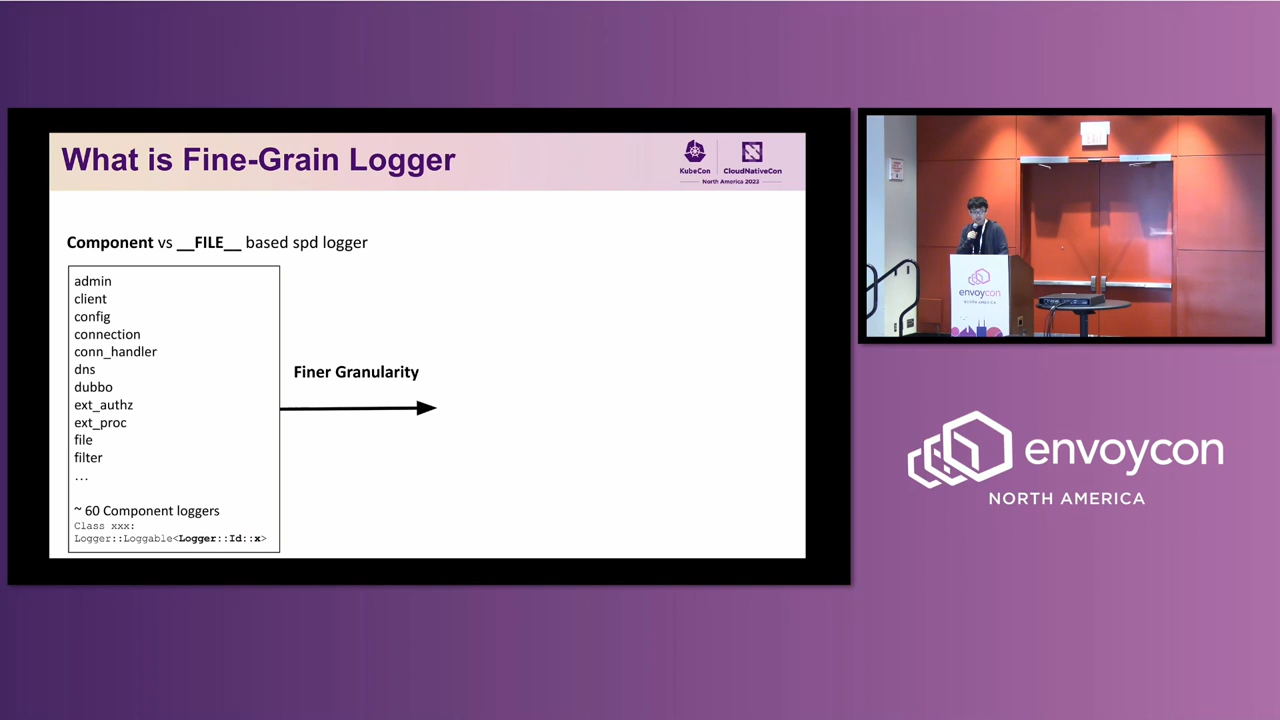 What is Fine-Grain Logger
KubeCon
CloudNativeCon
North America 2023
Component vs __FILE__ based spd logger
admin
client
config
connection
conn_handler
dns
dubbo
ext_authz
ext_proc
file
filter
...
~ 60 Component loggers
Class xxx:
Logger::Loggable<Logger::Id::x>
Finer Granularity
envoycon
NORTH AMERICA
envoycon
NORTH AMERICA